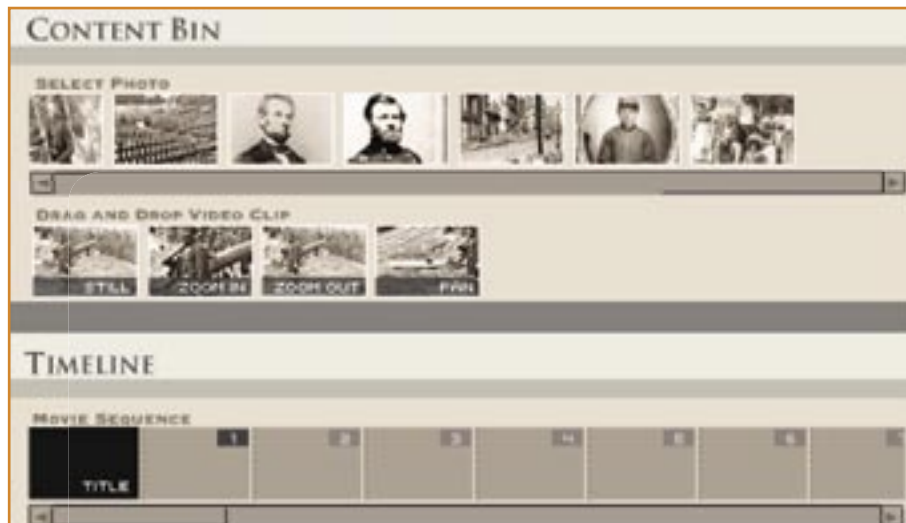 CONTENT BIN
SELECT PHOTO
DRAG AND DROP VIDEO CLIP
STILL ZOOM IN ZOOM OUT PAN
TIMELINE
MOVIE SEQUENCE
TITLE 1 2 3 4 5 6